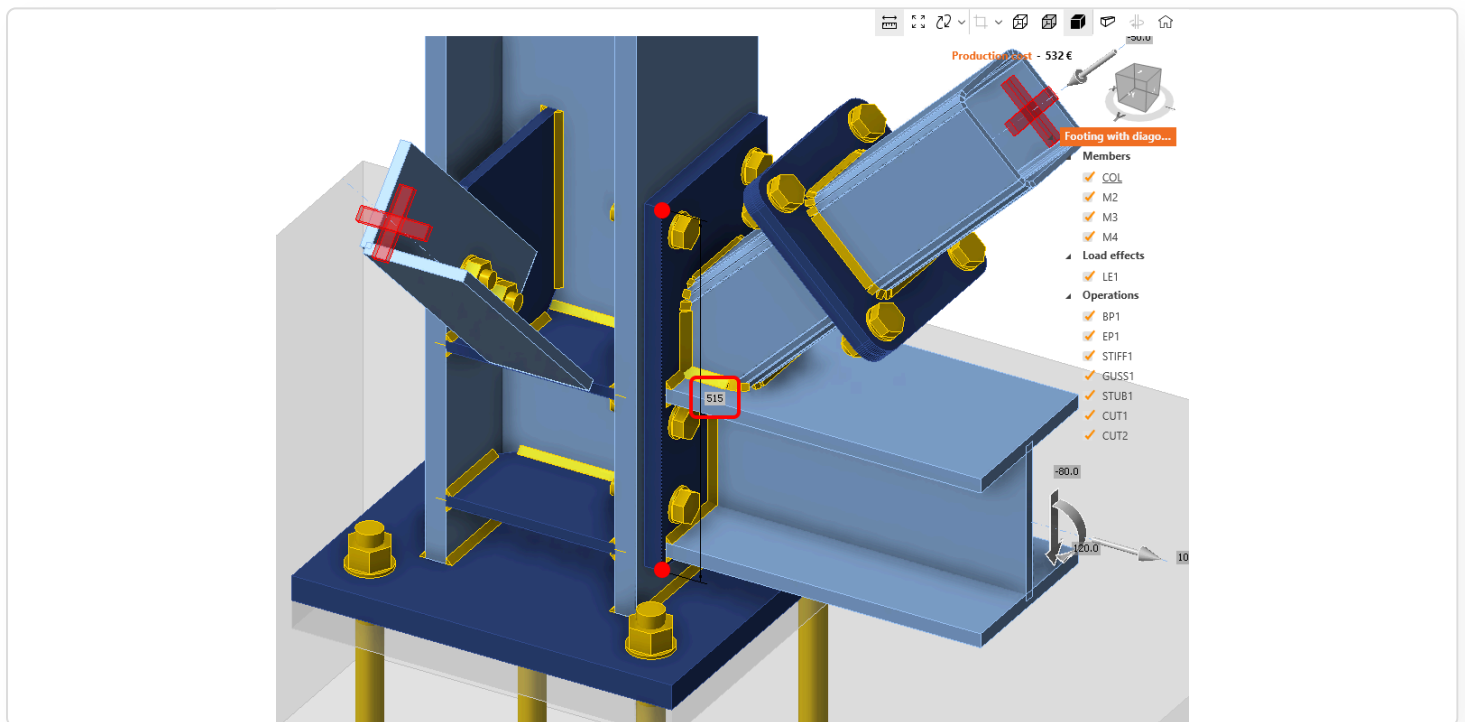 -50.0
Production cost - 532 €
Footing with diago...
Members
COL
M2
M3
M4
Load effects
LE1
Operations
BP1
EP1
STIFF1
GUSS1
STUB1
CUT1
CUT2
515
-80.0
120.0
10